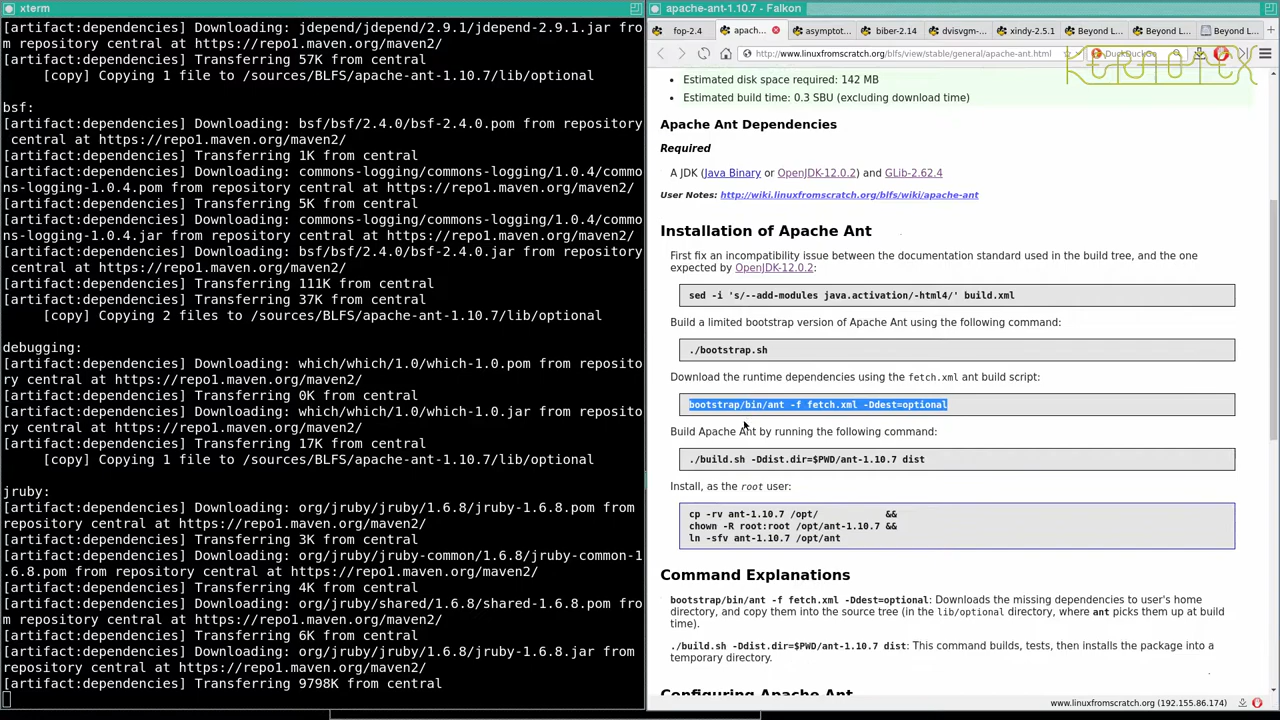 xterm
[artifact:dependencies] Downloading: jdepend/jdepend/2.9.1/jdepend-2.9.1.jar fro
m repository central at https://repo1.maven.org/maven2/
[artifact:dependencies] Transferring 57K from central
[copy] Copying 1 file to /sources/BLFS/apache-ant-1.10.7/lib/optional
bsf:
[artifact:dependencies] Downloading: bsf/bsf/2.4.0/bsf-2.4.0.pom from repository
central at https://repo1.maven.org/maven2/
[artifact:dependencies] Transferring 1K from central
[artifact:dependencies] Downloading: commons-logging/commons-logging/1.0.4/commo
ns-logging-1.0.4.pom from repository central at https://repo1.maven.org/maven2/
[artifact:dependencies] Transferring 5K from central
[artifact:dependencies] Downloading: commons-logging/commons-logging/1.0.4/commo
ns-logging-1.0.4.jar from repository central at https://repo1.maven.org/maven2/
[artifact:dependencies] Downloading: bsf/bsf/2.4.0/bsf-2.4.0.jar from repository
central at https://repo1.maven.org/maven2/
[artifact:dependencies] Transferring 111K from central
[artifact:dependencies] Transferring 37K from central
[copy] Copying 2 files to /sources/BLFS/apache-ant-1.10.7/lib/optional
debugging:
[artifact:dependencies] Downloading: which/which/1.0/which-1.0.pom from reposito
ry central at https://repo1.maven.org/maven2/
[artifact:dependencies] Transferring 0K from central
[artifact:dependencies] Downloading: which/which/1.0/which-1.0.jar from reposito
ry central at https://repo1.maven.org/maven2/
[artifact:dependencies] Transferring 17K from central
[copy] Copying 1 file to /sources/BLFS/apache-ant-1.10.7/lib/optional
jruby:
[artifact:dependencies] Downloading: org/jruby/jruby/1.6.8/jruby-1.6.8.pom from
repository central at https://repo1.maven.org/maven2/
[artifact:dependencies] Transferring 3K from central
[artifact:dependencies] Downloading: org/jruby/jruby-common/1.6.8/jruby-common-1
.6.8.pom from repository central at https://repo1.maven.org/maven2/
[artifact:dependencies] Transferring 4K from central
[artifact:dependencies] Downloading: org/jruby/shared/1.6.8/shared-1.6.8.pom fro
m repository central at https://repo1.maven.org/maven2/
[artifact:dependencies] Transferring 6K from central
[artifact:dependencies] Downloading: org/jruby/jruby/1.6.8/jruby-1.6.8.jar from
repository central at https://repo1.maven.org/maven2/
[artifact:dependencies] Transferring 9798K from central
apache-ant-1.10.7 - Falkon
fop-2.4 apach... asymptot... biber-2.14 dvisvgm-... xindy-2.5.1 Beyond L... Beyond L... Beyond L...
http://www.linuxfromscratch.org/blfs/view/stable/general/apache-ant.html DuckDuckGo
Kernotex
• Estimated disk space required: 142 MB
• Estimated build time: 0.3 SBU (excluding download time)
Apache Ant Dependencies
Required
A JDK (Java Binary or OpenJDK-12.0.2) and GLib-2.62.4
User Notes: http://wiki.linuxfromscratch.org/blfs/wiki/apache-ant
Installation of Apache Ant
First fix an incompatibility issue between the documentation standard used in the build tree, and the one
expected by OpenJDK-12.0.2:
sed -i 's/--add-modules java.activation/-html4/' build.xml
Build a limited bootstrap version of Apache Ant using the following command:
./bootstrap.sh
Download the runtime dependencies using the fetch.xml ant build script:
bootstrap/bin/ant -f fetch.xml -Ddest=optional
Build Apache Ant by running the following command:
./build.sh -Ddist.dir=$PWD/ant-1.10.7 dist
Install, as the root user:
cp -rv ant-1.10.7 /opt/ &&
chown -R root:root /opt/ant-1.10.7 &&
ln -sfv ant-1.10.7 /opt/ant
Command Explanations
bootstrap/bin/ant -f fetch.xml -Ddest=optional: Downloads the missing dependencies to user's home
directory, and copy them into the source tree (in the lib/optional directory, where ant picks them up at build
time).
./build.sh -Ddist.dir=$PWD/ant-1.10.7 dist: This command builds, tests, then installs the package into a
temporary directory.
Configuring Apache Ant
www.linuxfromscratch.org (192.155.86.174)